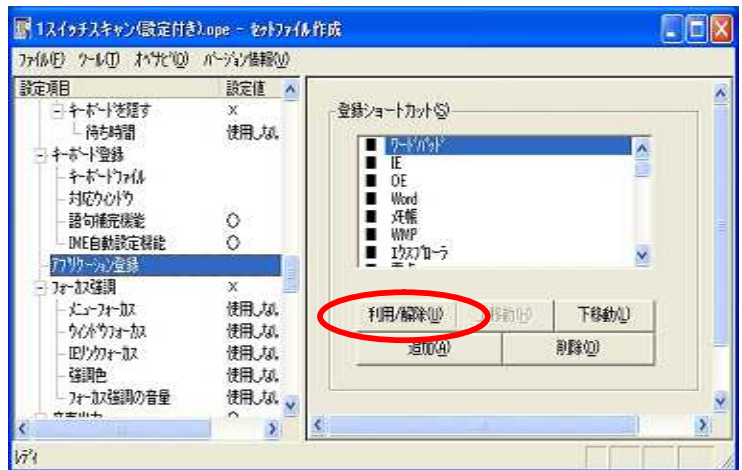 1スイッチスキャン(設定付き).ope - セットファイル作成
ファイル(F) ツール(T) オペナビ(O) バージョン情報(V)
設定項目 設定値
キーボードを隠す ×
待ち時間 使用しない
キーボード登録
キーボードファイル
対応ウィンドウ
語句補完機能 ○
IME自動設定機能 ○
アプリケーション登録
フォーカス強調 ×
メニューフォーカス 使用しない
ウィンドウフォーカス 使用しない
IEリンクフォーカス 使用しない
強調色 使用しない
フォーカス強調の音量 使用しない
音声出力 ○
登録ショートカット(S)
ワードパッド
IE
OE
Word
メモ帳
WMP
エクスプローラ
利用/解除(U) 上移動(H) 下移動(L)
追加(A) 削除(D)
レディ